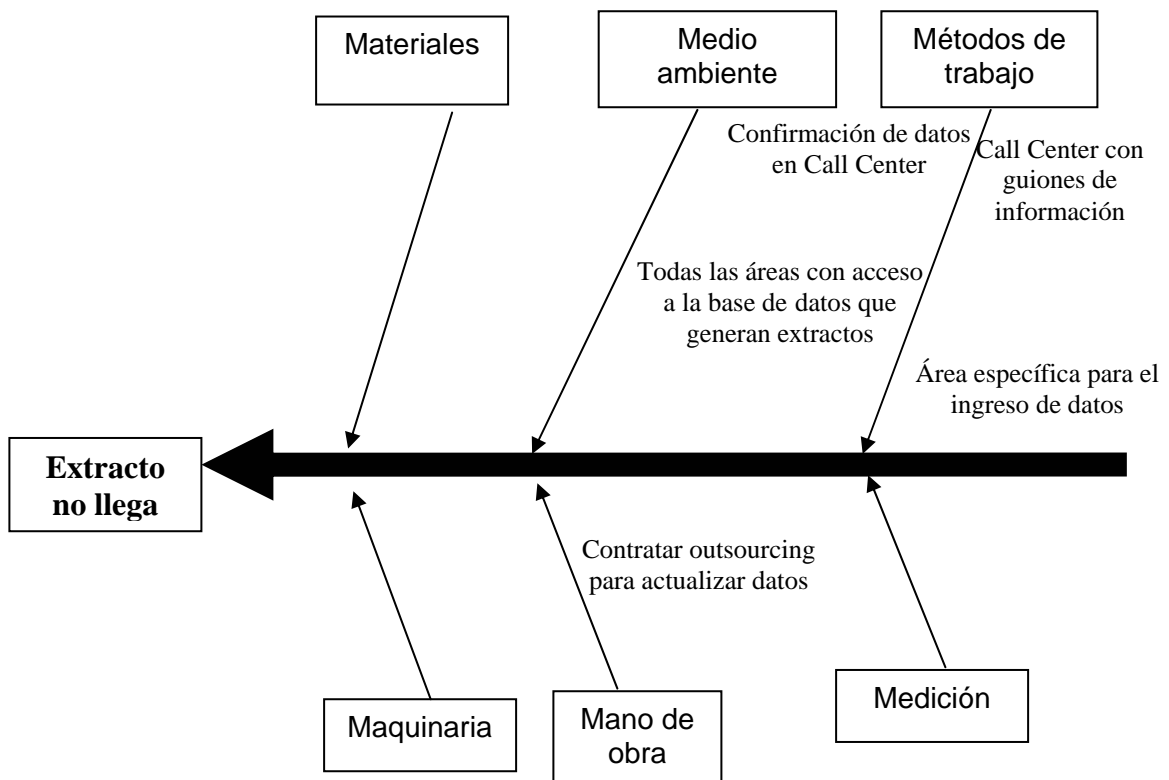 Materiales
Medio
ambiente
Métodos de
trabajo
Confirmación de datos
en Call Center
Call Center con
guiones de
información
Todas las áreas con acceso
a la base de datos que
generan extractos
Área específica para el
ingreso de datos
Extracto
no llega
Contratar outsourcing
para actualizar datos
Maquinaria
Mano de
obra
Medición